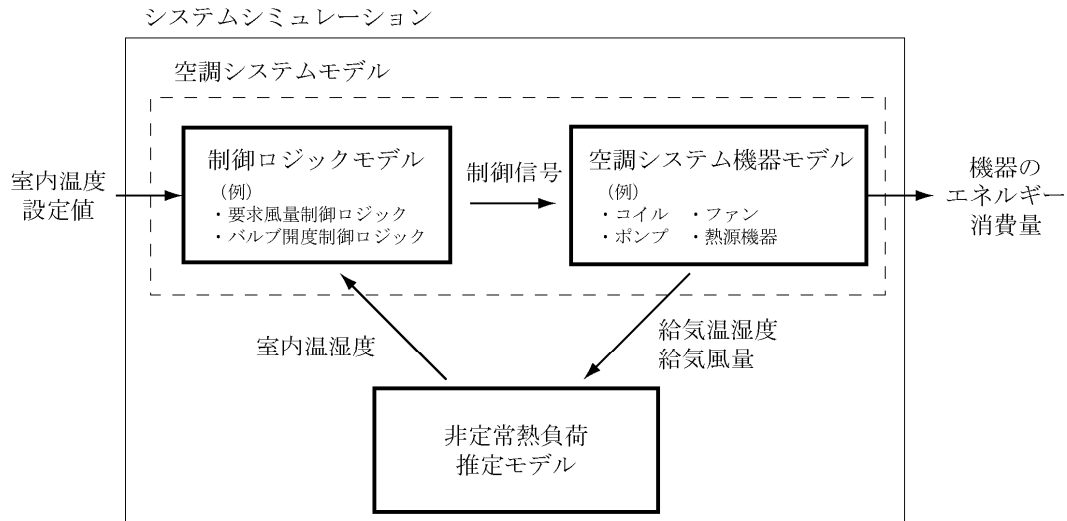 システムシミュレーション
空調システムモデル
室内温度
設定値
制御ロジックモデル
（例）
・要求風量制御ロジック
・バルブ開度制御ロジック
制御信号
空調システム機器モデル
（例）
・コイル ・ファン
・ポンプ ・熱源機器
機器の
エネルギー
消費量
室内温湿度
給気温湿度
給気風量
非定常熱負荷
推定モデル